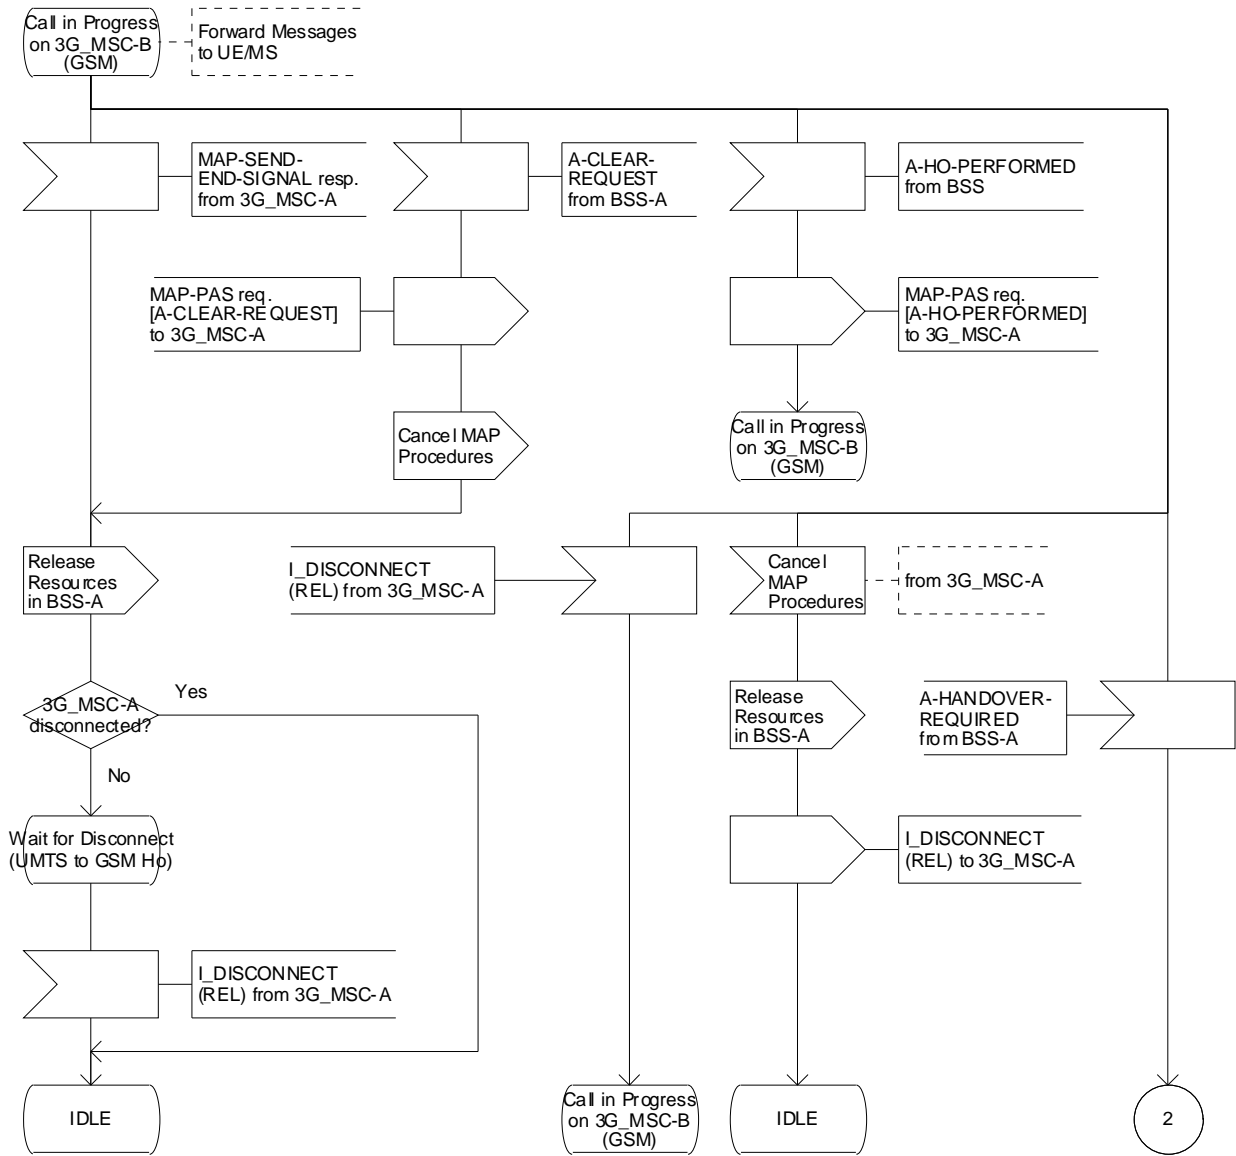 Call in Progress
on 3G_MSC-B
(GSM)
Forward Messages
to UE/MS
MAP-SEND-
END-SIGNAL resp.
from 3G_MSC-A
A-CLEAR-
REQUEST
from BSS-A
A-HO-PERFORMED
from BSS
MAP-PAS req.
[A-CLEAR-REQUEST]
to 3G_MSC-A
MAP-PAS req.
[A-HO-PERFORMED]
to 3G_MSC-A
Cancel MAP
Procedures
Call in Progress
on 3G_MSC-B
(GSM)
Release
Resources
in BSS-A
I_DISCONNECT
(REL) from 3G_MSC-A
Cancel
MAP
Procedures
from 3G_MSC-A
3G_MSC-A
disconnected?
Yes
No
Release
Resources
in BSS-A
A-HANDOVER-
REQUIRED
from BSS-A
Wait for Disconnect
(UMTS to GSM Ho)
I_DISCONNECT
(REL) to 3G_MSC-A
I_DISCONNECT
(REL) from 3G_MSC-A
IDLE
Call in Progress
on 3G_MSC-B
(GSM)
IDLE
2